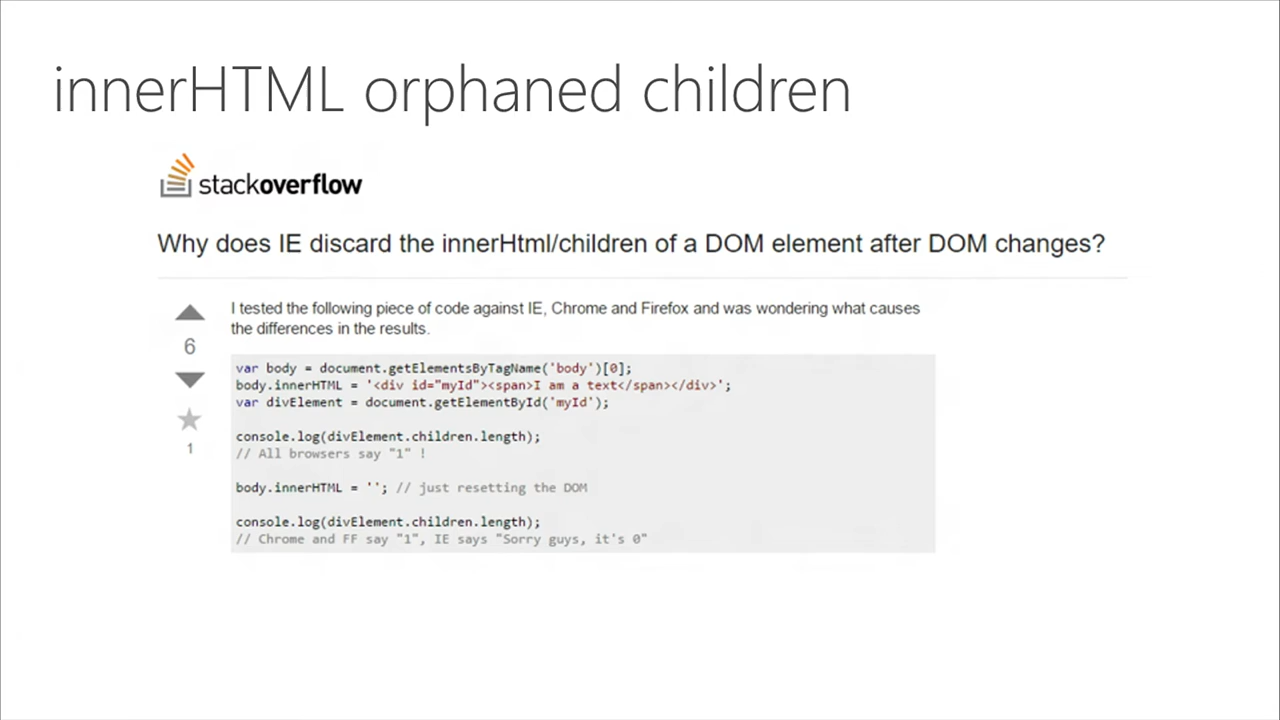 innerHTML orphaned children
stackoverflow
Why does IE discard the innerHtml/children of a DOM element after DOM changes?
I tested the following piece of code against IE, Chrome and Firefox and was wondering what causes
the differences in the results.
6
1
var body = document.getElementsByTagName('body')[0];
body.innerHTML = '<div id="myId"><span>I am a text</span></div>';
var divElement = document.getElementById('myId');
console.log(divElement.children.length);
// All browsers say "1" !
body.innerHTML = ''; // just resetting the DOM
console.log(divElement.children.length);
// Chrome and FF say "1", IE says "Sorry guys, it's 0"